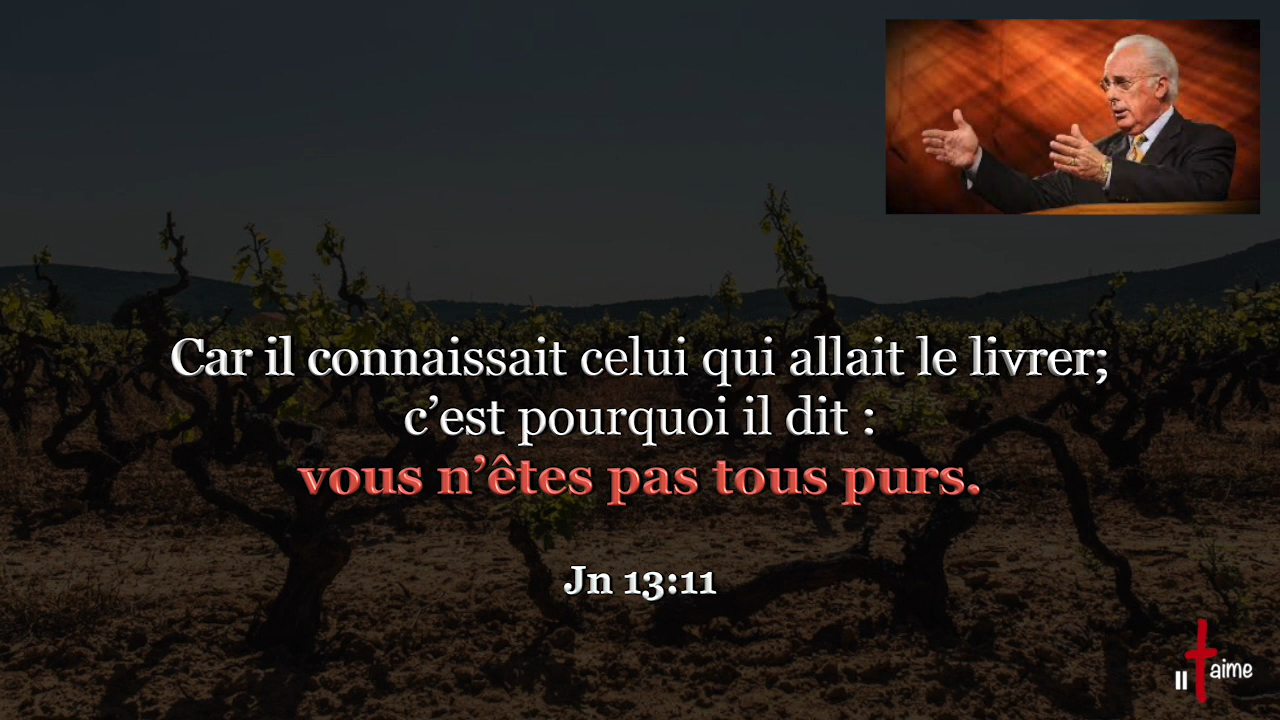 Car il connaissait celui qui allait le livrer;
c’est pourquoi il dit :
vous n’êtes pas tous purs.
Jn 13:11
Il t aime